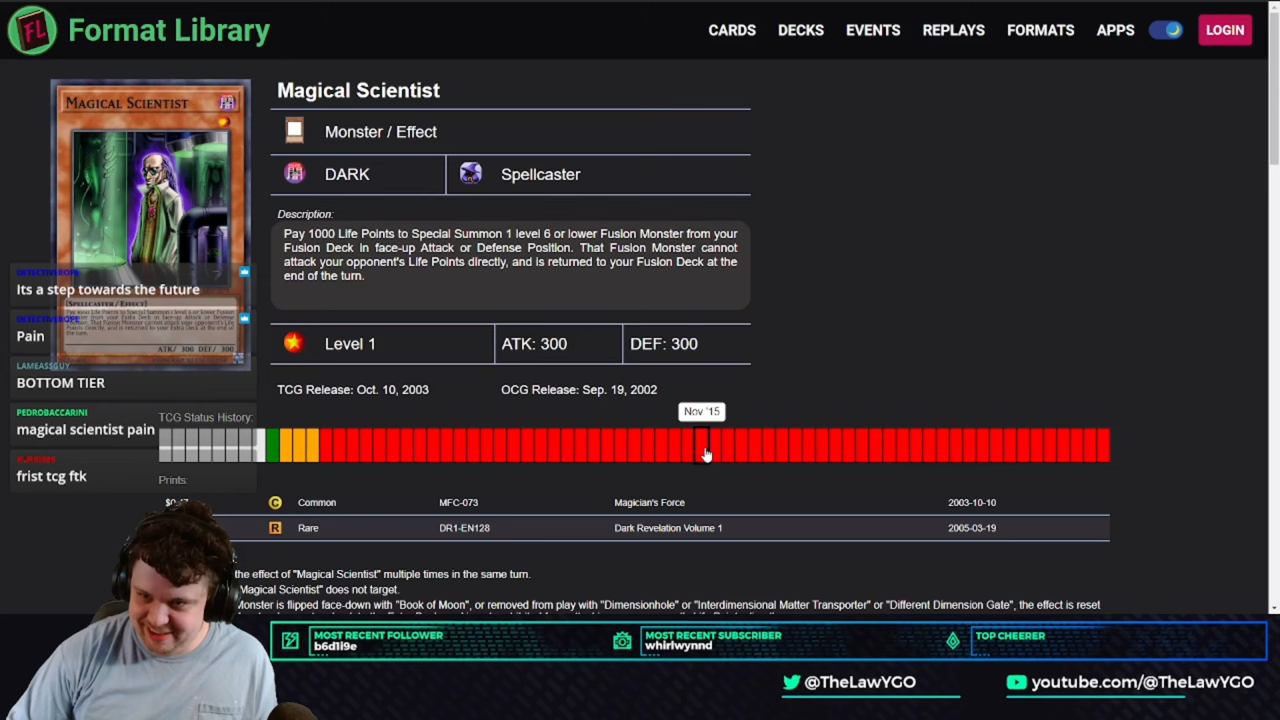 FL Format Library
CARDS DECKS EVENTS REPLAYS FORMATS APPS LOGIN
MAGICAL SCIENTIST
Magical Scientist
Monster / Effect
DARK Spellcaster
Description:
Pay 1000 Life Points to Special Summon 1 level 6 or lower Fusion Monster from your
Fusion Deck in face-up Attack or Defense Position. That Fusion Monster cannot
attack your opponent's Life Points directly, and is returned to your Fusion Deck at the
end of the turn.
[SPELLCASTER / EFFECT]
ATK/ 300 DEF/ 300
Level 1 ATK: 300 DEF: 300
TCG Release: Oct. 10, 2003 OCG Release: Sep. 19, 2002
Its a step towards the future
Pain
LAMEASSGUY
BOTTOM TIER
PEDROBACCARINI
magical scientist pain
frist tcg ftk
Nov '15
TCG Status History:
Prints:
Common MFC-073 Magician's Force 2003-10-10
R Rare DR1-EN128 Dark Revelation Volume 1 2005-03-19
the effect of "Magical Scientist" multiple times in the same turn.
Magical Scientist" does not target.
Monster is flipped face-down with "Book of Moon", or removed from play with "Dimensionhole" or "Interdimensional Matter Transporter" or "Different Dimension Gate", the effect is reset
MOST RECENT FOLLOWER
b6d1i9e
MOST RECENT SUBSCRIBER
whirlwynnd
TOP CHEERER
@TheLawYGO
youtube.com/@TheLawYGO